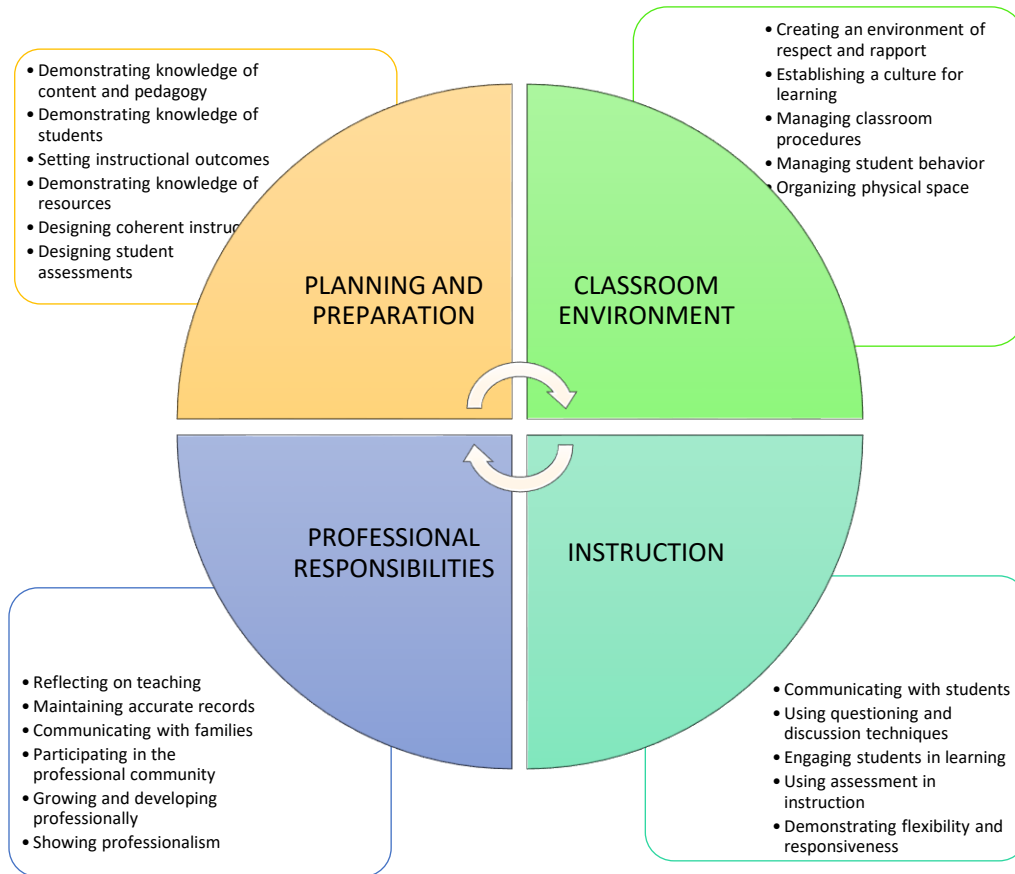 • Demonstrating knowledge of
content and pedagogy
• Demonstrating knowledge of
students
• Setting instructional outcomes
• Demonstrating knowledge of
resources
• Designing coherent
• Designing student
assessments
• Creating an environment of
respect and rapport
• Establishing a culture for
learning
• Managing classroom
procedures
• Managing student behavior
• Organizing physical space
PLANNING AND
PREPARATION
CLASSROOM
ENVIRONMENT
PROFESSIONAL
RESPONSIBILITIES
INSTRUCTION
• Reflecting on teaching
• Maintaining accurate records
• Communicating with families
• Participating in the
professional community
• Growing and developing
professionally
• Showing professionalism
• Communicating with students
• Using questioning and
discussion techniques
• Engaging students in learning
• Using assessment in
instruction
• Demonstrating flexibility and
responsiveness